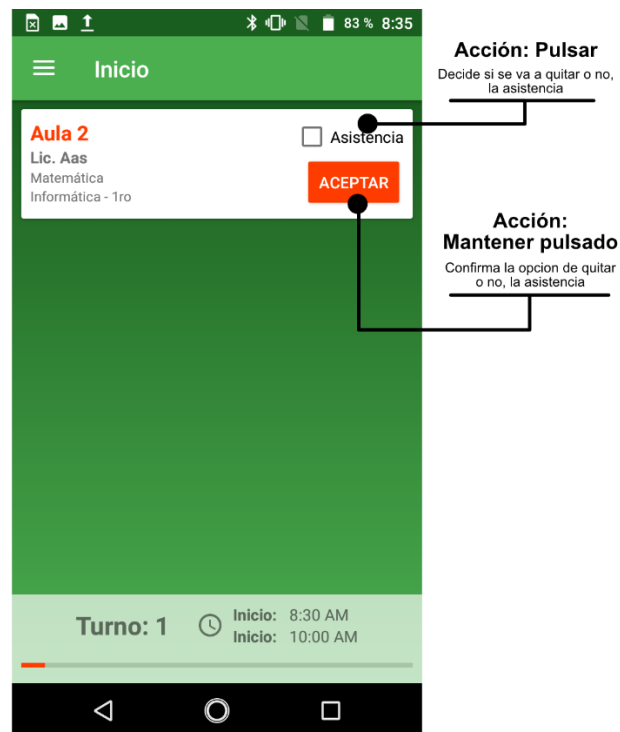 83 % 8:35
Inicio
Aula 2
Lic. Aas
Matemática
Informática - 1ro
Asistencia
ACEPTAR
Turno: 1
Inicio: 8:30 AM
Inicio: 10:00 AM
Acción: Pulsar
Decide si se va a quitar o no,
la asistencia
Acción:
Mantener pulsado
Confirma la opcion de quitar
o no, la asistencia